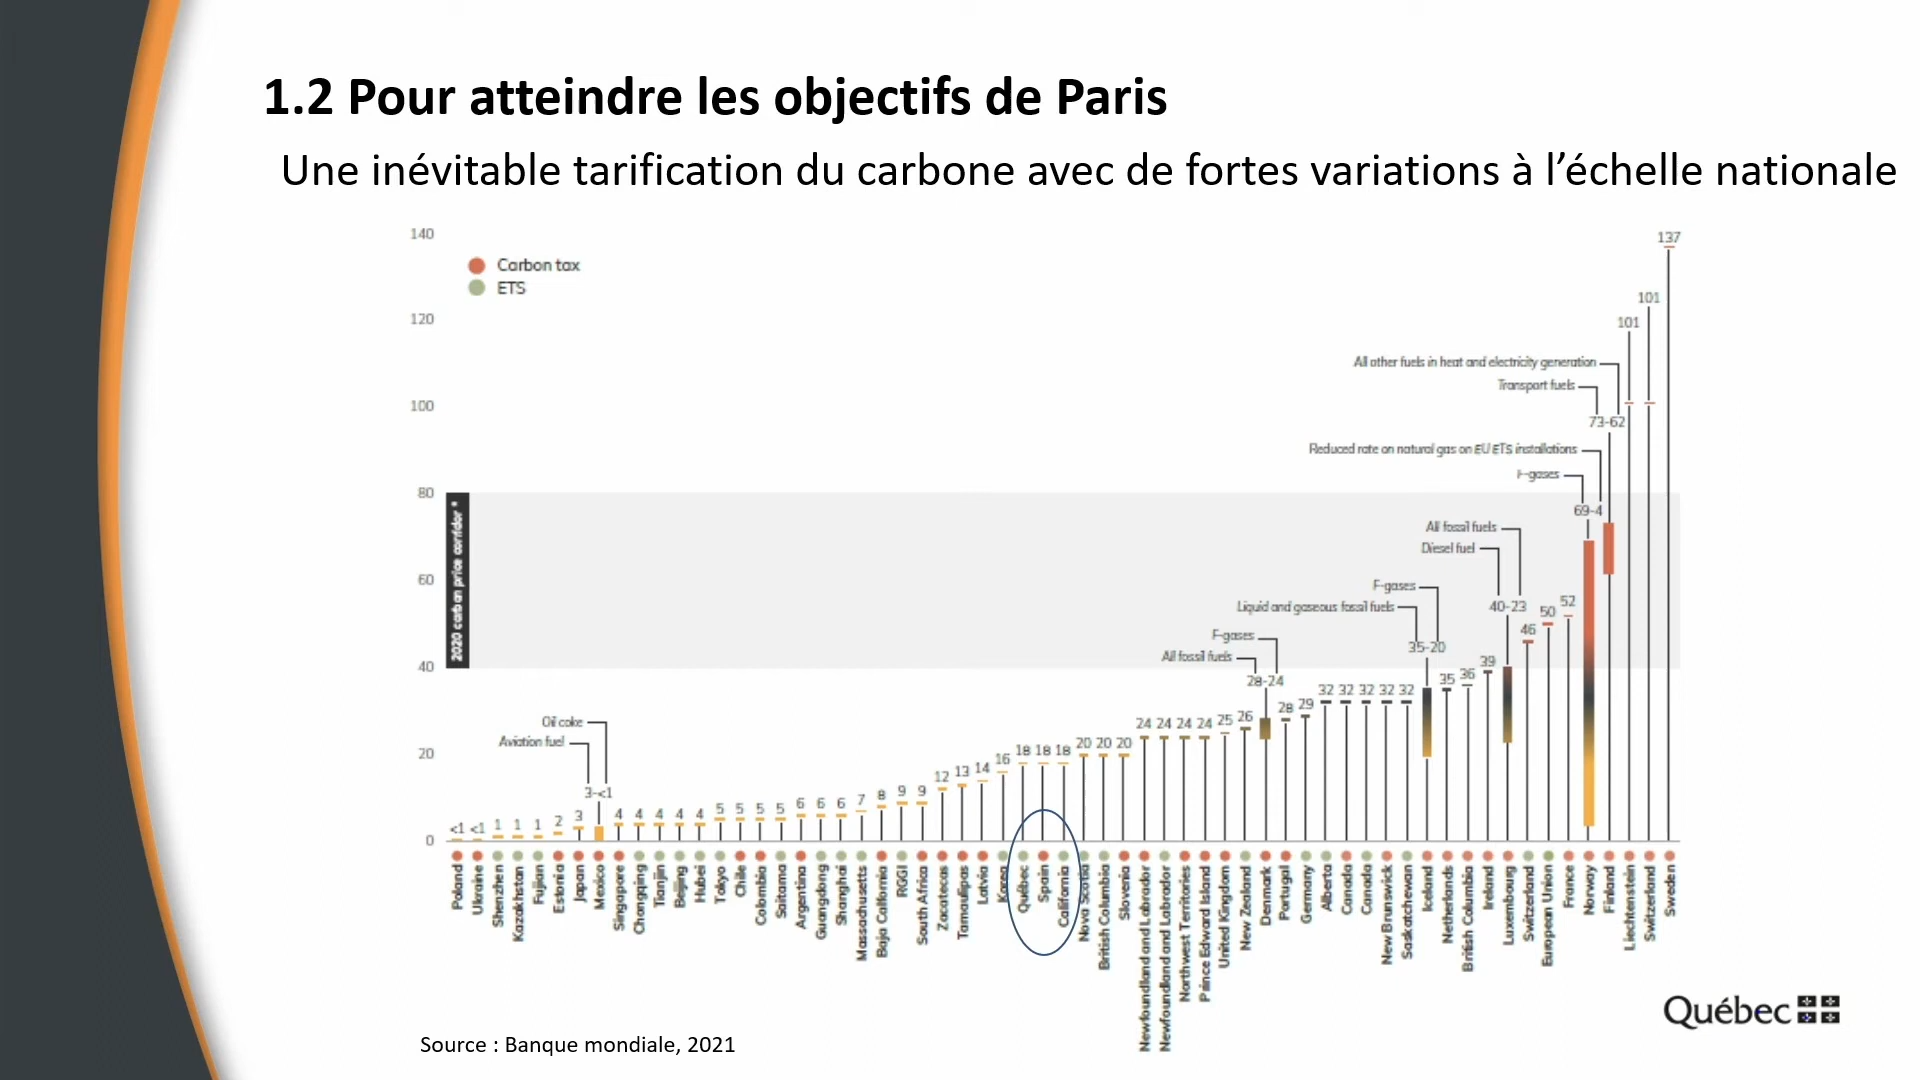 1.2 Pour atteindre les objectifs de Paris
Une inévitable tarification du carbone avec de fortes variations à l’échelle nationale
140
120
100
80
60
40
20
0
Carbon tax
ETS
2020 carbon price corridor *
Oil coke
Aviation fuel
All fossil fuels
F-gases
Liquid and gaseous fossil fuels
F-gases
Diesel fuel
All fossil fuels
F-gases
Reduced rate on natural gas on EU ETS installations
Transport fuels
All other fuels in heat and electricity generation
<1 <1 1 1 1 2 3 3-<1 4 4 4 4 4 5 5 5 5 6 6 6 7 8 9 9 12 13 14 16 18 18 18 20 20 20 24 24 24 24 25 26 28-24 28 29 32 32 32 32 32 35-20 35 36 39 40-23 46 50 52 69-4 73-62 101 101 137
Poland
Ukraine
Shenzhen
Kazakhstan
Fujian
Estonia
Japan
Mexico
Singapore
Chongqing
Tianjin
Beijing
Hubei
Tokyo
Chile
Colombia
Saitama
Argentina
Guangdong
Shanghai
Massachusetts
Baja California
RGGI
South Africa
Zacatecas
Tamaulipas
Latvia
Korea
Québec
Spain
California
Nova Scotia
British Columbia
Slovenia
Newfoundland and Labrador
Newfoundland and Labrador
Northwest Territories
Prince Edward Island
United Kingdom
New Zealand
Denmark
Portugal
Germany
Alberta
Canada
Canada
New Brunswick
Saskatchewan
Iceland
Netherlands
British Columbia
Ireland
Luxembourg
Switzerland
European Union
France
Norway
Finland
Liechtenstein
Switzerland
Sweden
Québec
Source : Banque mondiale, 2021